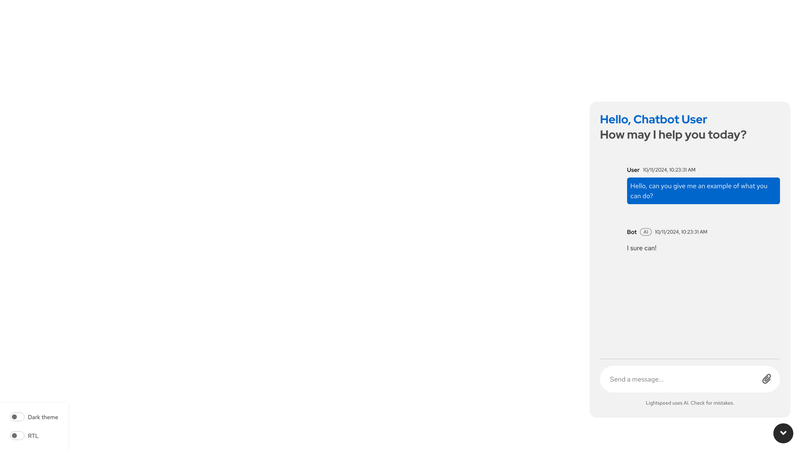 Hello, Chatbot User
How may I help you today?
User 10/11/2024, 10:23:31 AM
Hello, can you give me an example of what you
can do?
Bot AI 10/11/2024, 10:23:31 AM
I sure can!
Send a message...
Lightspeed uses AI. Check for mistakes.
Dark theme
RTL